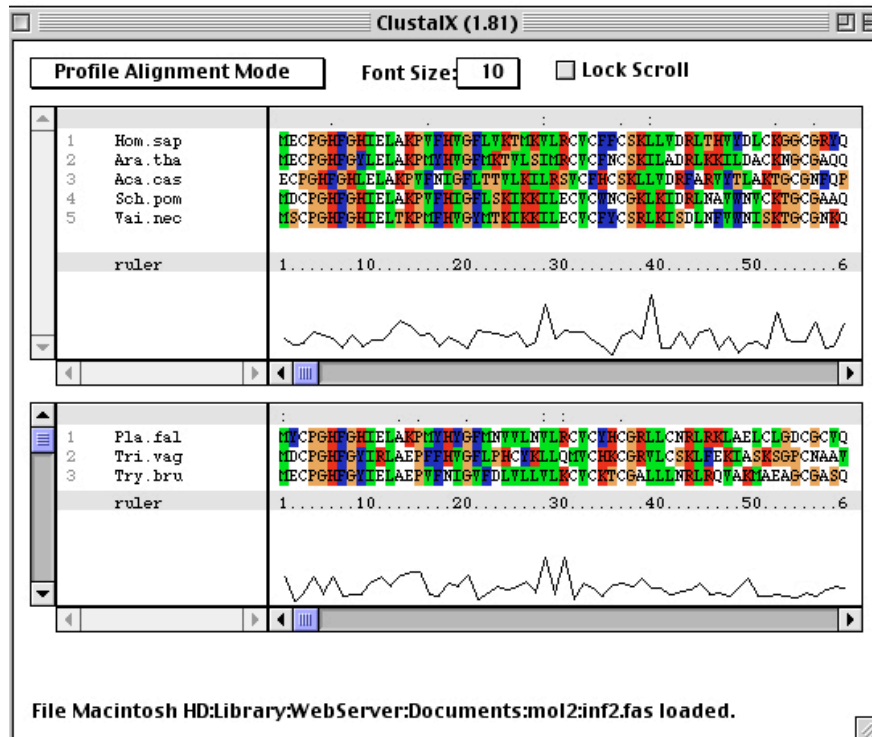 ClustalX (1.81)
Profile Alignment Mode Font Size: 10 Lock Scroll
1 Hom.sap MECPGHFGHIELAKPVFHVGFLVKTMKVLRCVCFFCSKLLVDRLTHVYDLCKGGCGRYQ
2 Ara.tha MECPGHFGYLELAKPMYHVGFMKTVLSIMRCVCFNCSKILADRLKKILDACKNGCGAQQ
3 Aca.cas ECPGHFGHLELAKPVFNIGFLTTVLKILRSVCFHCSKLLVDRFARVYTLAKTGCGNFQP
4 Sch.pom MDCPGHFGHIELAKPVFHIGFLSKIKKILECVCWNCGKLKIDRLNAVWNVCKTGCGAAQ
5 Vai.nec MSCPGHFGHIELTKPMFHVGYMTKIKKILECVCFYCSRLKISDLNFVWNISKTGCGNKQ
ruler 1.......10........20........30........40........50........6
1 Pla.fal MYCPGHFGHIELAKPMYHYGFMNVVLNVLRCVCYHCGRLLCNRLRKLAELCLGDCGCVQ
2 Tri.vag MDCPGHFGYIRLAEPFFHVGFLPHCYKLLQMVCHKCGRVLCSKLFEKIASKSGPCNAAV
3 Try.bru MECPGHFGYIELAEPVFNIGVFDLVLLVLKCVCKTCGALLLNRLRQVAKMAEAGCGASQ
ruler 1.......10........20........30........40........50........6
File Macintosh HD:Library:WebServer:Documents:mol2:inf2.fas loaded.